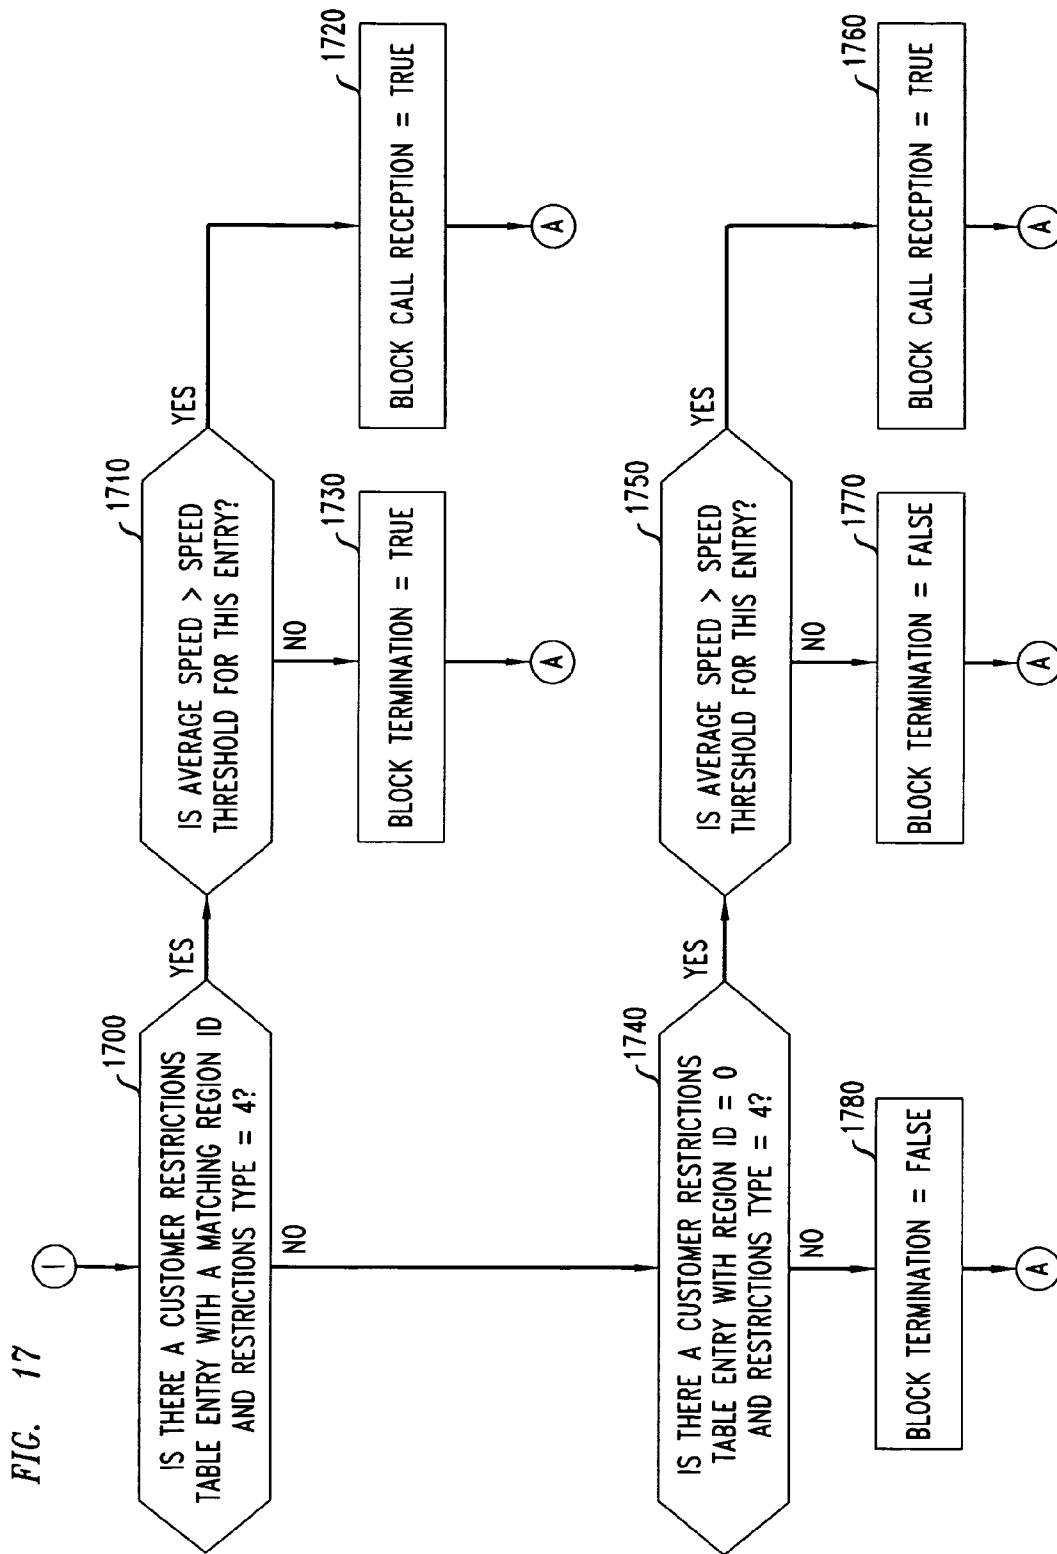 FIG. 17
I
1700
IS THERE A CUSTOMER RESTRICTIONS
TABLE ENTRY WITH A MATCHING REGION ID
AND RESTRICTIONS TYPE = 4?
YES
NO
1710
IS AVERAGE SPEED > SPEED
THRESHOLD FOR THIS ENTRY?
YES
NO
1720
BLOCK CALL RECEPTION = TRUE
A
1730
BLOCK TERMINATION = TRUE
A
1740
IS THERE A CUSTOMER RESTRICTIONS
TABLE ENTRY WITH REGION ID = 0
AND RESTRICTIONS TYPE = 4?
YES
NO
1750
IS AVERAGE SPEED > SPEED
THRESHOLD FOR THIS ENTRY?
YES
NO
1760
BLOCK CALL RECEPTION = TRUE
A
1770
BLOCK TERMINATION = FALSE
A
1780
BLOCK TERMINATION = FALSE
A